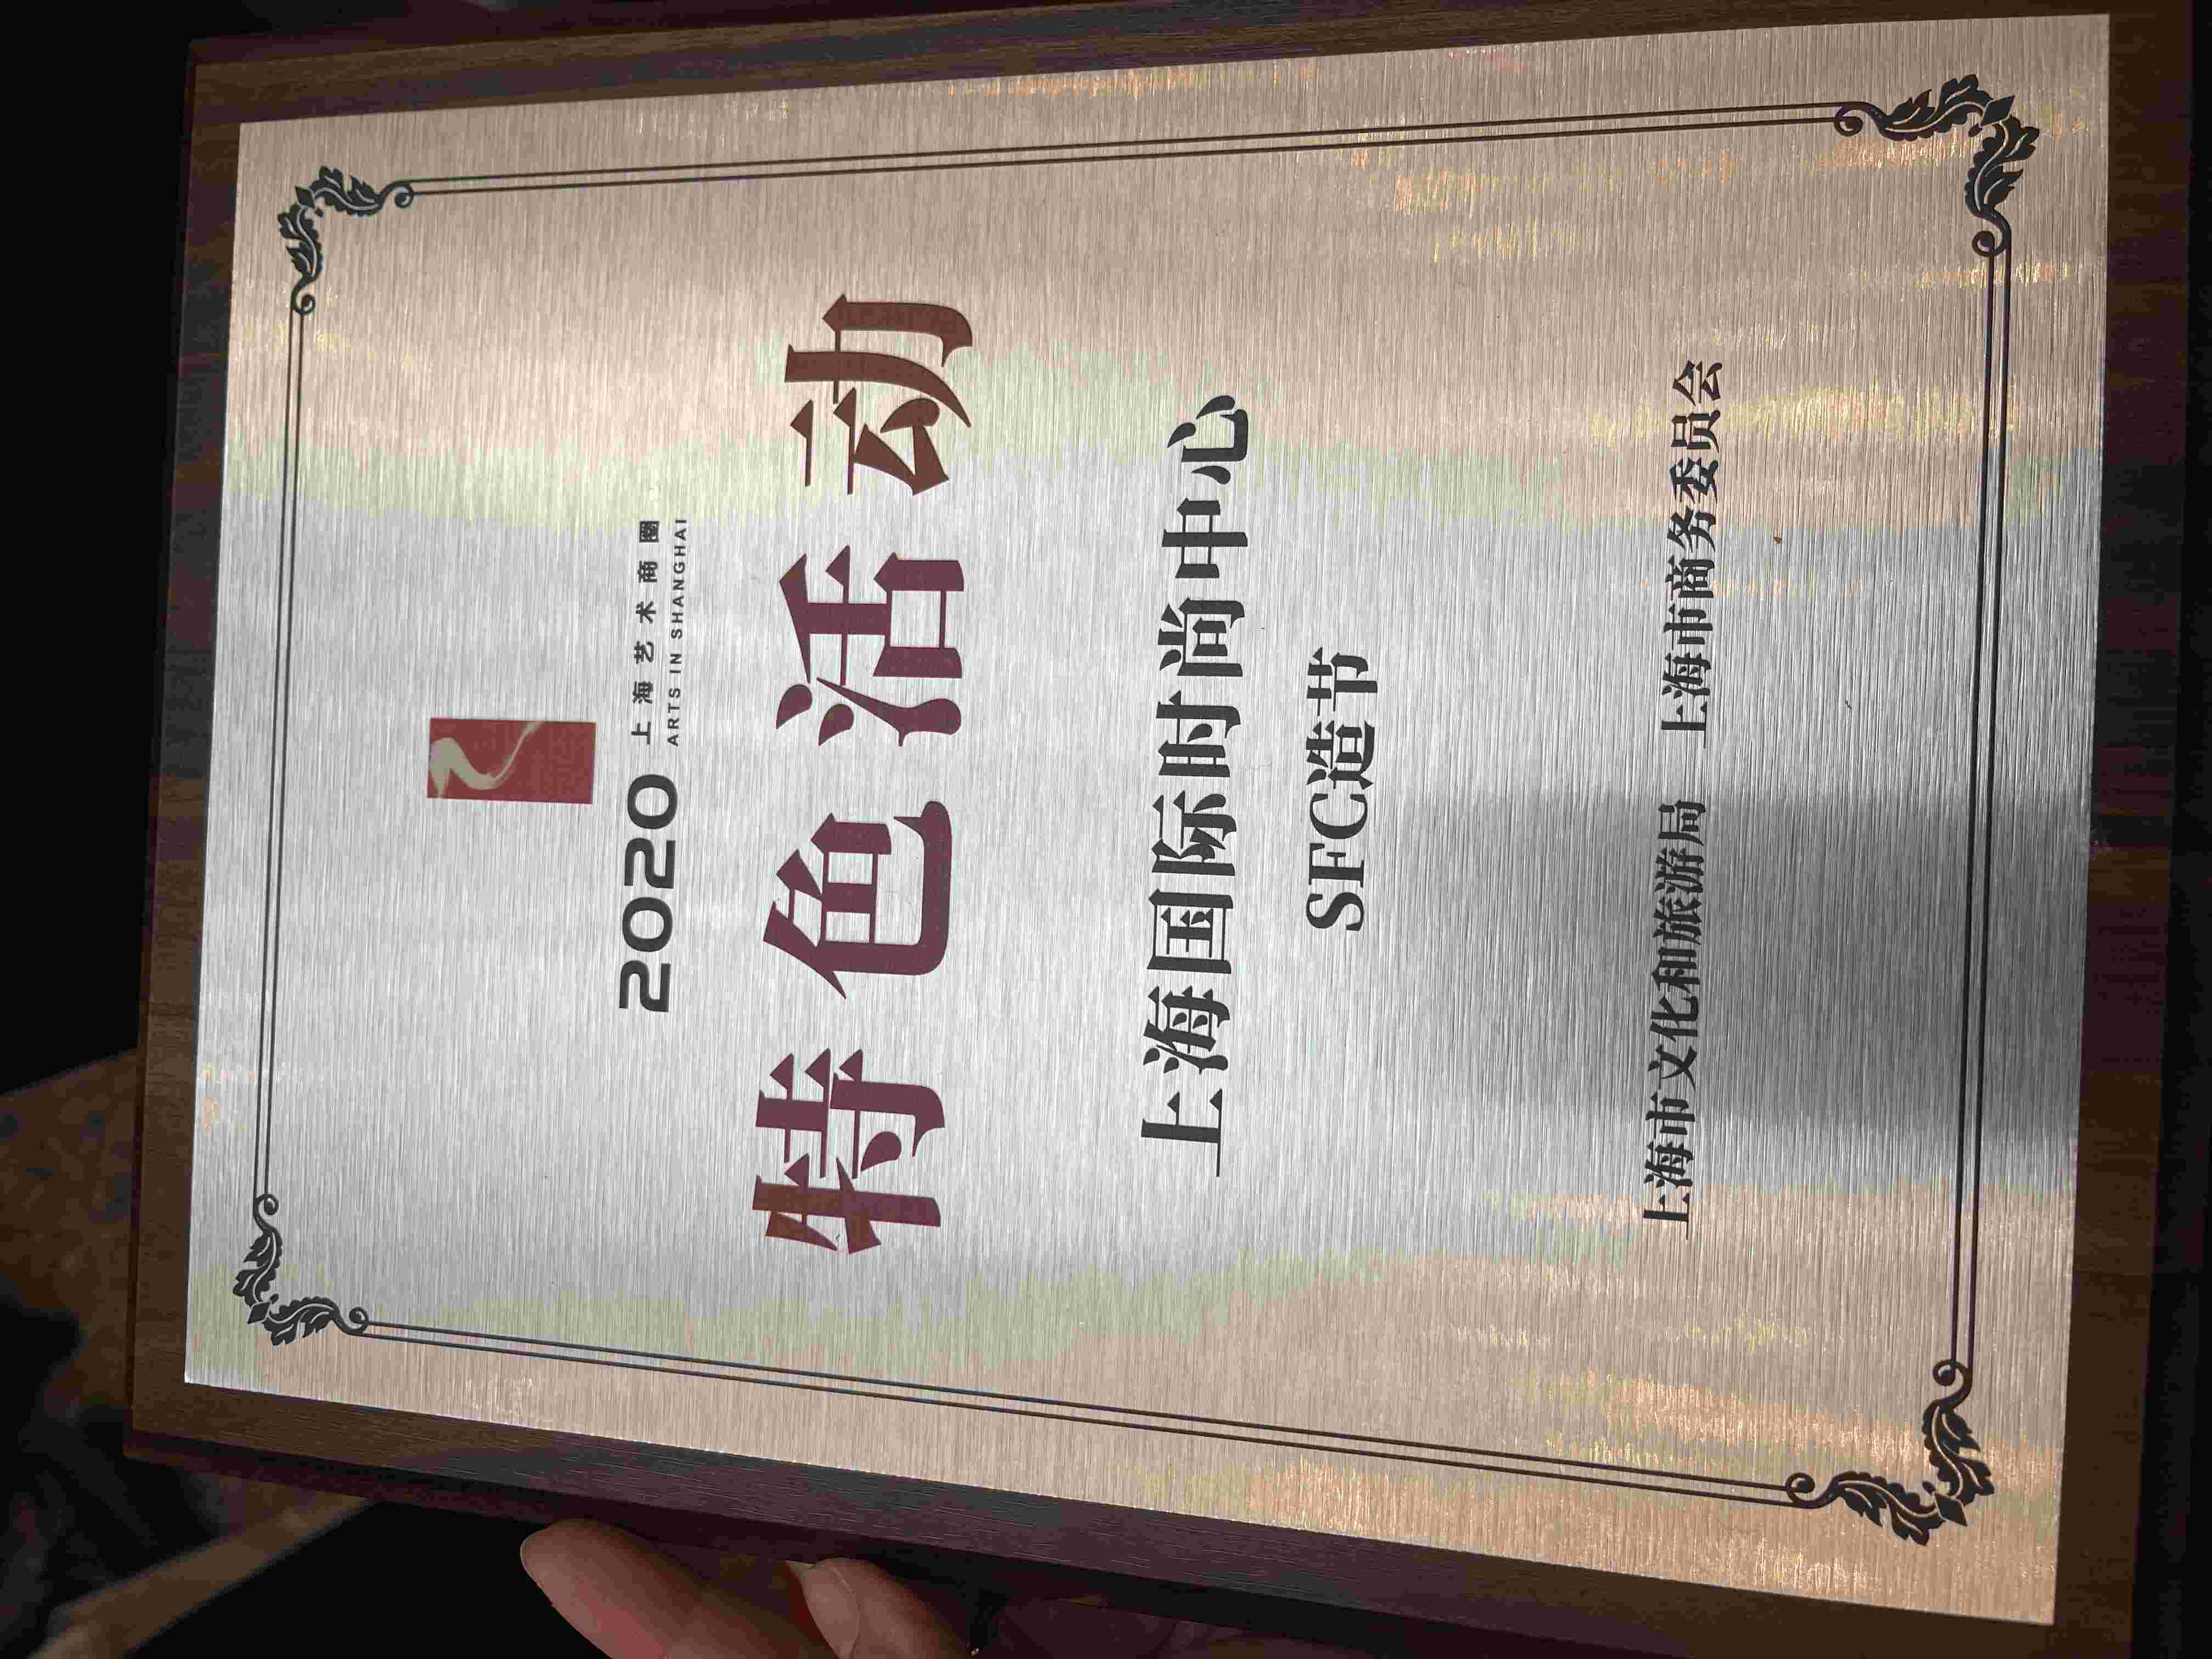 2020 上海艺术商圈
ARTS IN SHANGHAI
特色活动
上海国际时尚中心
SFC造节
上海市文化和旅游局 上海市商务委员会